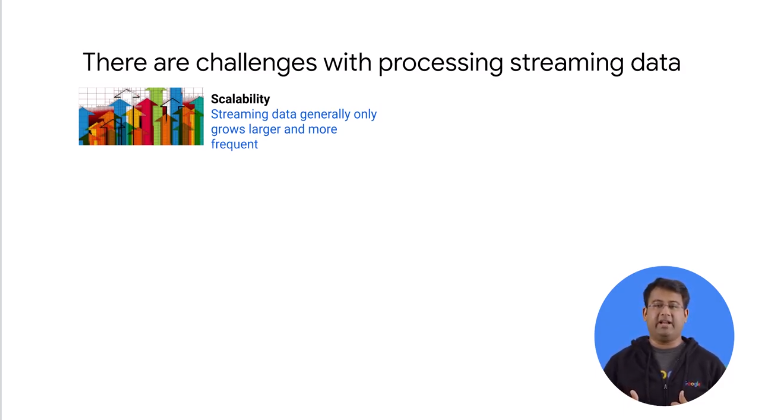 There are challenges with processing streaming data
Scalability
Streaming data generally only
grows larger and more
frequent